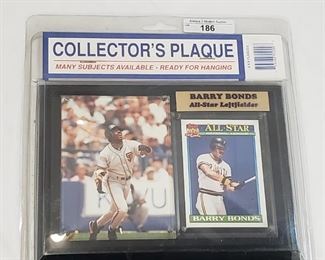 186
COLLECTOR'S PLAQUE
MANY SUBJECTS AVAILABLE - READY FOR HANGING
BARRY BONDS
All-Star Leftfielder
ALL★STAR
BARRY BONDS